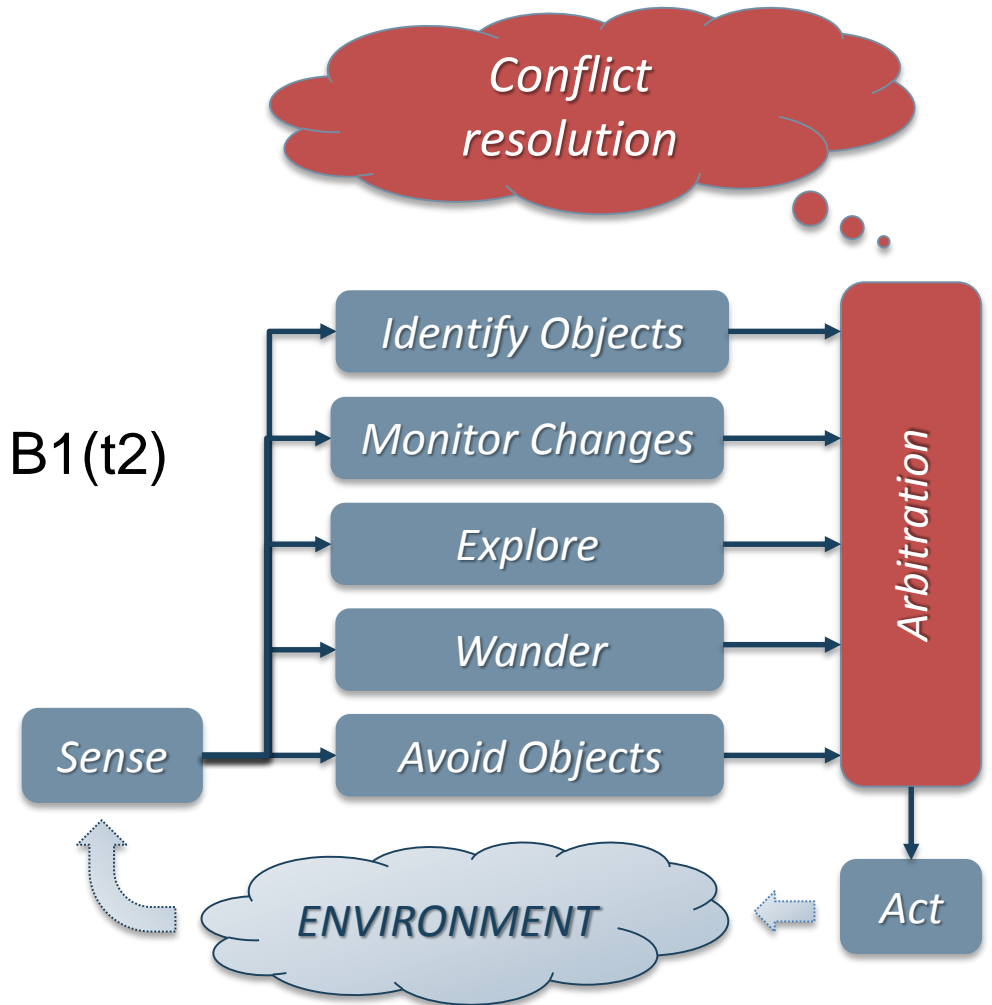 Conflict
resolution
Identify Objects
B1(t2)
Monitor Changes
Explore
Wander
Avoid Objects
Sense
Arbitration
ENVIRONMENT
Act